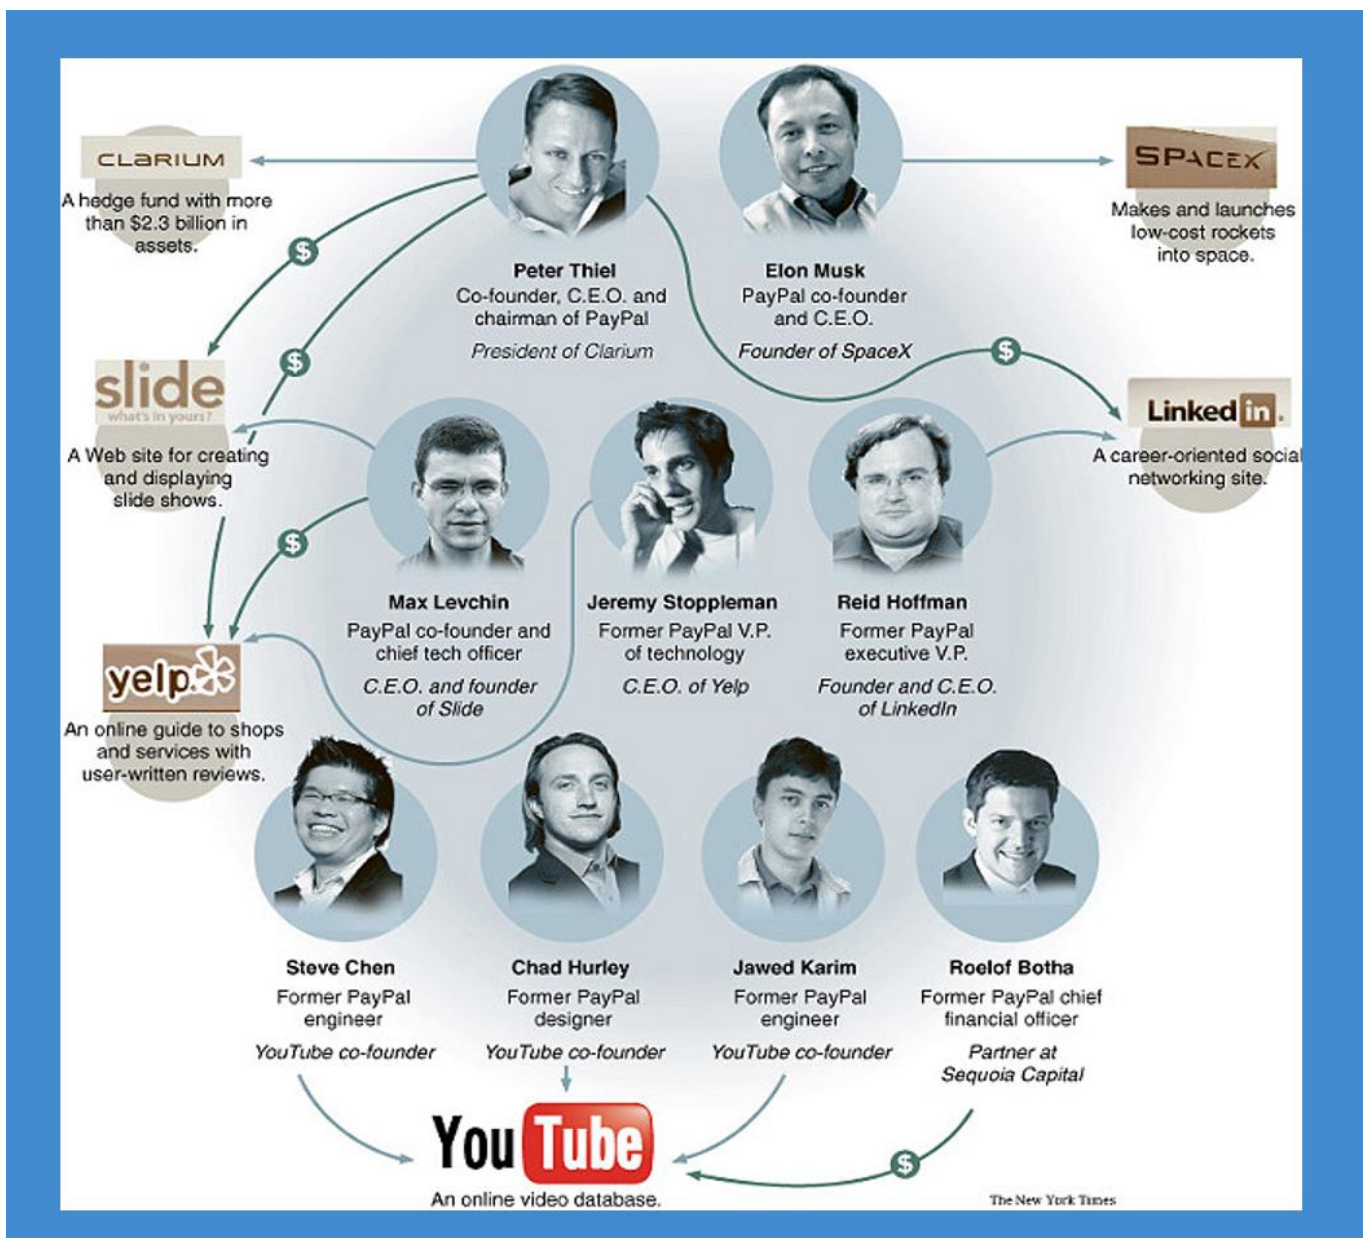 CLARIUM
A hedge fund with more
than $2.3 billion in
assets.
SPACEX
Makes and launches
low-cost rockets
into space.
Peter Thiel
Co-founder, C.E.O. and
chairman of PayPal
President of Clarium
Elon Musk
PayPal co-founder
and C.E.O.
Founder of SpaceX
$
$
$
slide
what's in yours?
A Web site for creating
and displaying
slide shows.
Linked in.
A career-oriented social
networking site.
$
Max Levchin
PayPal co-founder and
chief tech officer
C.E.O. and founder
of Slide
Jeremy Stoppleman
Former PayPal V.P.
of technology
C.E.O. of Yelp
Reid Hoffman
Former PayPal
executive V.P.
Founder and C.E.O.
of LinkedIn
yelp
An online guide to shops
and services with
user-written reviews.
Steve Chen
Former PayPal
engineer
YouTube co-founder
Chad Hurley
Former PayPal
designer
YouTube co-founder
Jawed Karim
Former PayPal
engineer
YouTube co-founder
Roelof Botha
Former PayPal chief
financial officer
Partner at
Sequoia Capital
YouTube
$
An online video database.
The New York Times